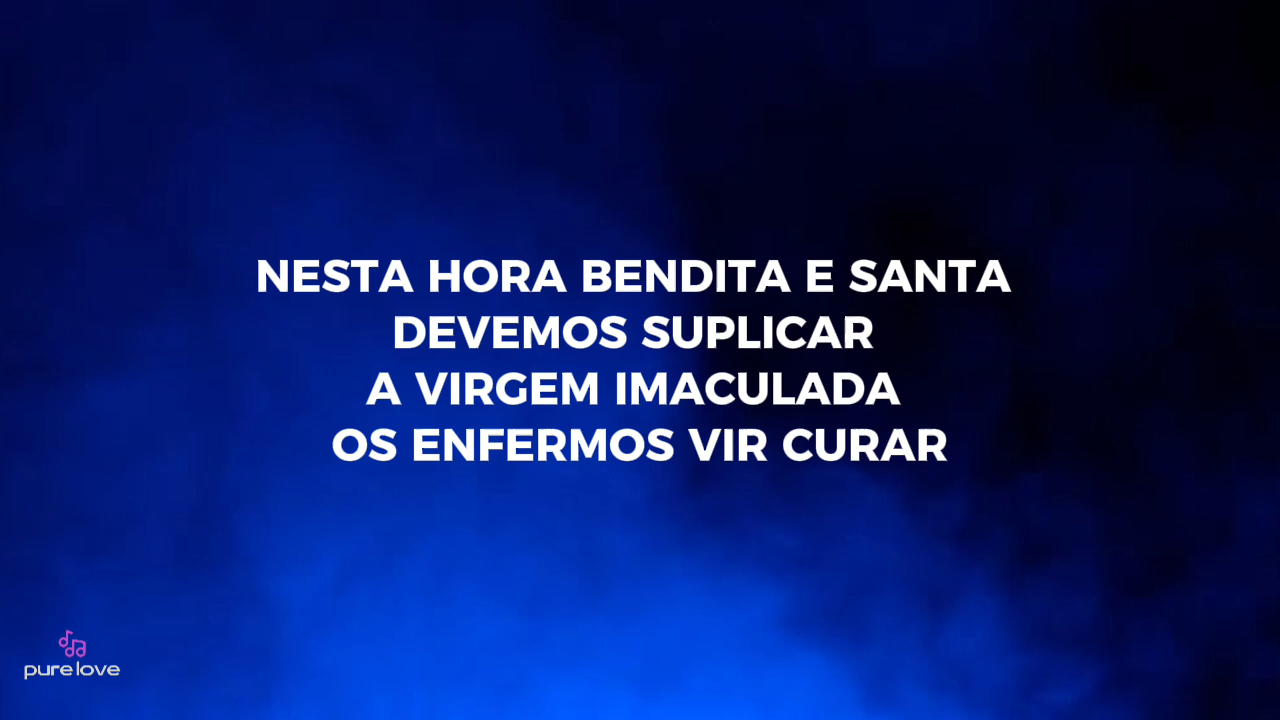 NESTA HORA BENDITA E SANTA
DEVEMOS SUPLICAR
A VIRGEM IMACULADA
OS ENFERMOS VIR CURAR
pure love